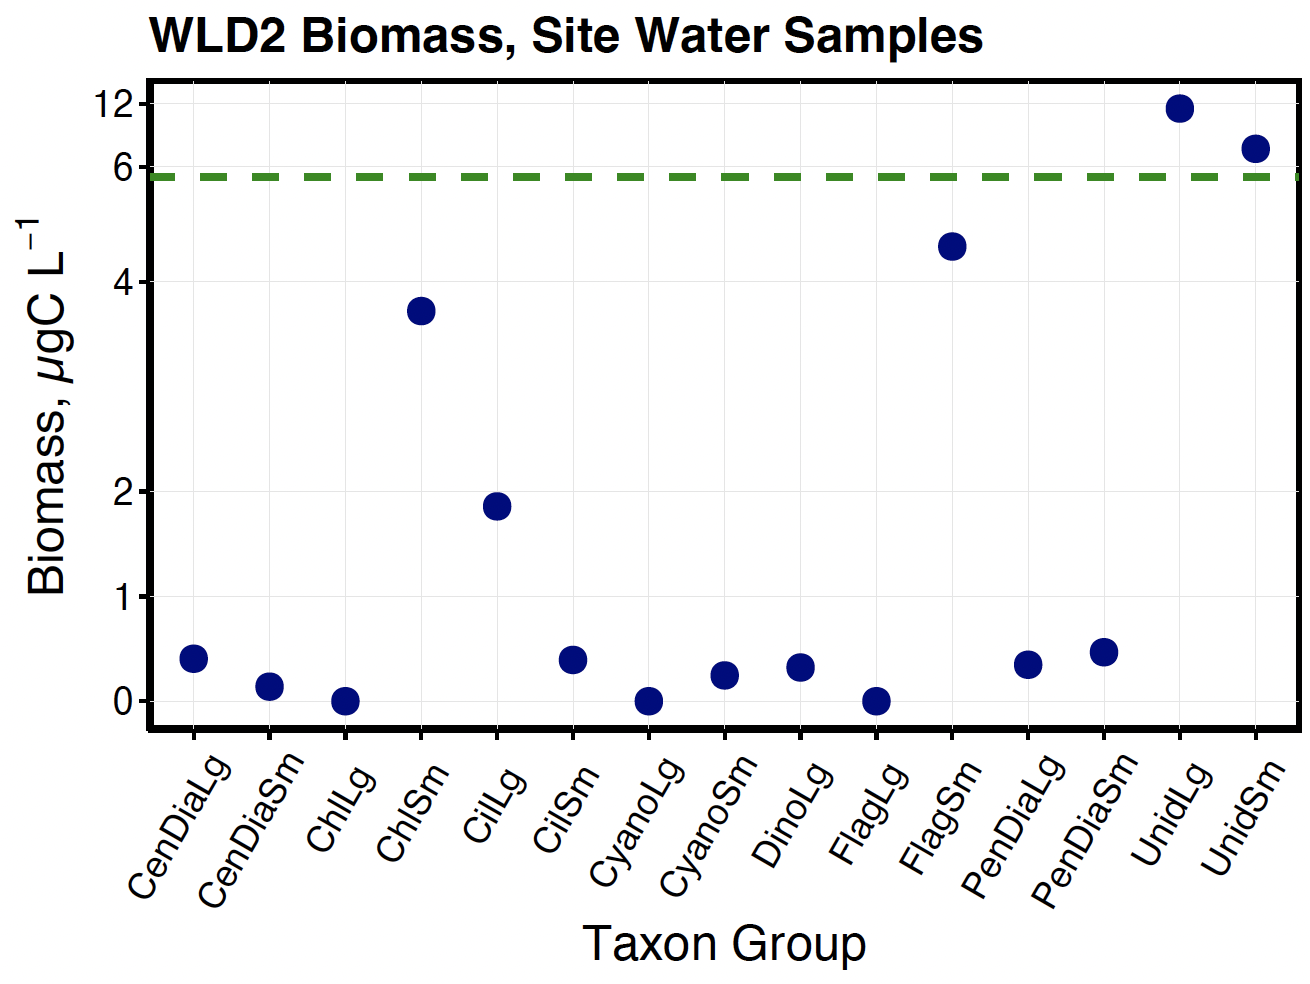 WLD2 Biomass, Site Water Samples
12
6
4
2
1
0
Biomass, µgC L⁻¹
CenDiaLg
CenDiaSm
ChlLg
ChlSm
CilLg
CilSm
CyanoLg
CyanoSm
DinoLg
FlagLg
FlagSm
PenDiaLg
PenDiaSm
UnidLg
UnidSm
Taxon Group